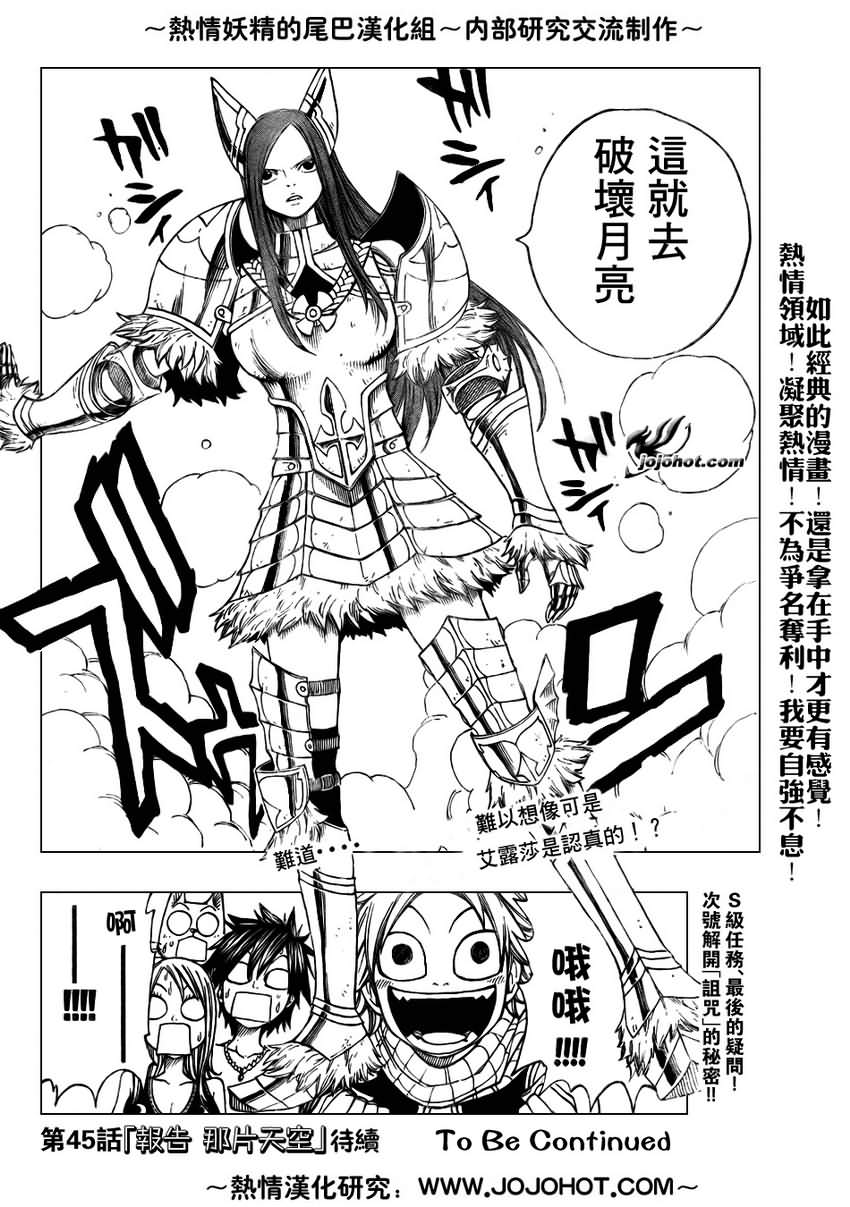 ～熱情妖精的尾巴漢化組～内部研究交流制作～
這就去
破壞月亮
ガシィ
ガシィ
ガシィ
jojohot.com
如此經典的漫畫！還是拿在手中才更有感覺！
熱情領域！凝聚熱情！不為爭名奪利！我要自強不息！
難以想像可是
艾露莎是認真的！？
難道····
哦
哦
!!!!
啊
!!!!
!!!!
S級任務、最後的疑問！
次號解開「詛咒」的秘密!!
第45話「報告 那片天空」待續 To Be Continued
～熱情漢化研究：WWW.JOJOHOT.COM～